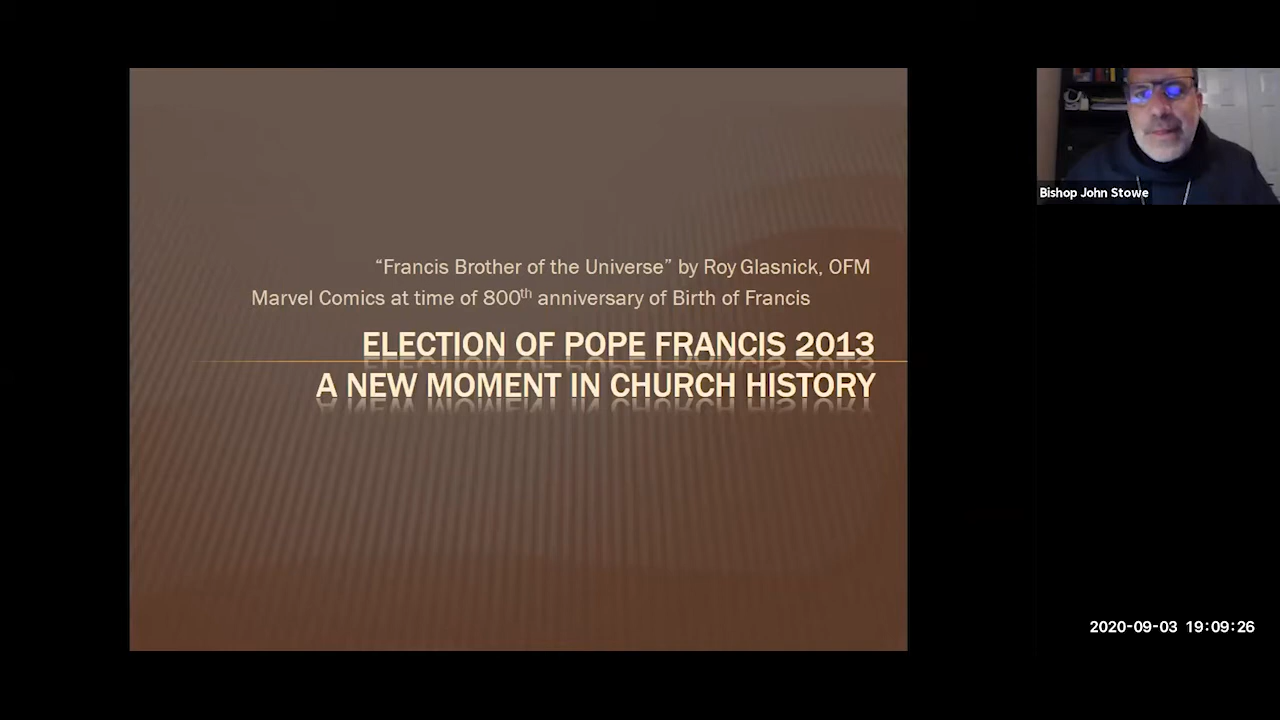 “Francis Brother of the Universe” by Roy Glasnick, OFM
Marvel Comics at time of 800th anniversary of Birth of Francis
ELECTION OF POPE FRANCIS 2013
A NEW MOMENT IN CHURCH HISTORY
Bishop John Stowe
2020-09-03 19:09:26